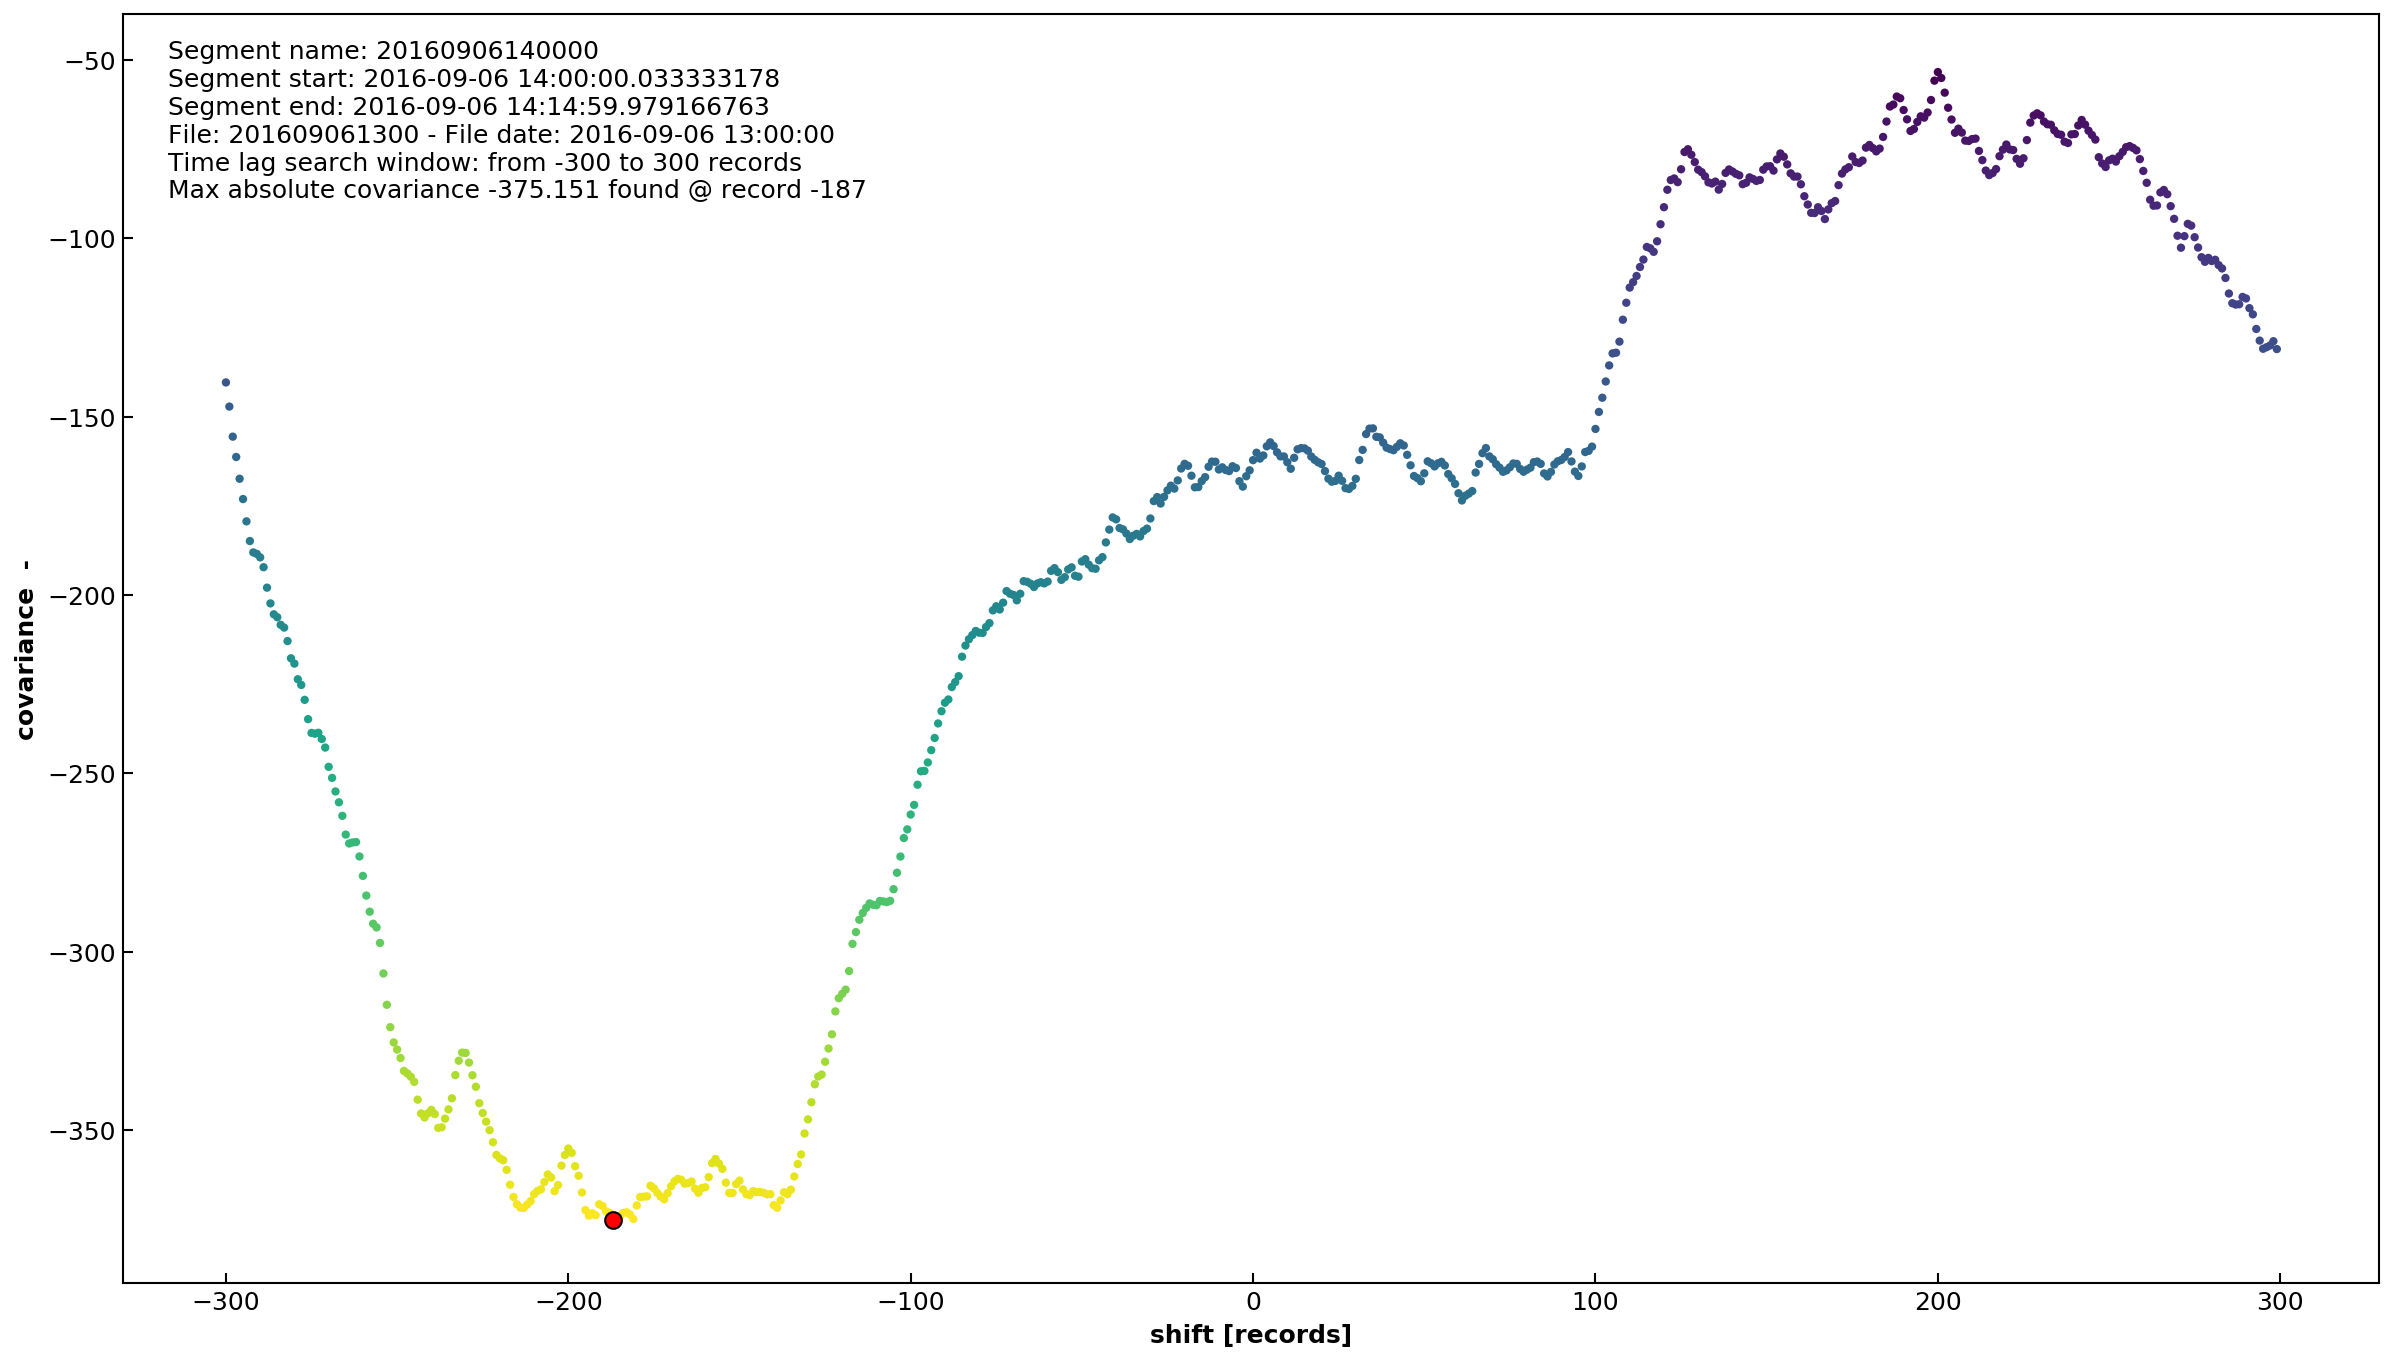 Segment name: 20160906140000
Segment start: 2016-09-06 14:00:00.033333178
Segment end: 2016-09-06 14:14:59.979166763
File: 201609061300 - File date: 2016-09-06 13:00:00
Time lag search window: from -300 to 300 records
Max absolute covariance -375.151 found @ record -187
−50
−100
−150
−200
−250
−300
−350
covariance -
−300 −200 −100 0 100 200 300
shift [records]